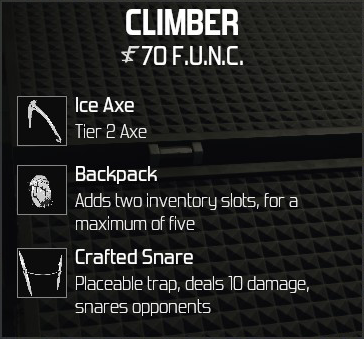 CLIMBER
₣70 F.U.N.C.
Ice Axe
Tier 2 Axe
Backpack
Adds two inventory slots, for a
maximum of five
Crafted Snare
Placeable trap, deals 10 damage,
snares opponents